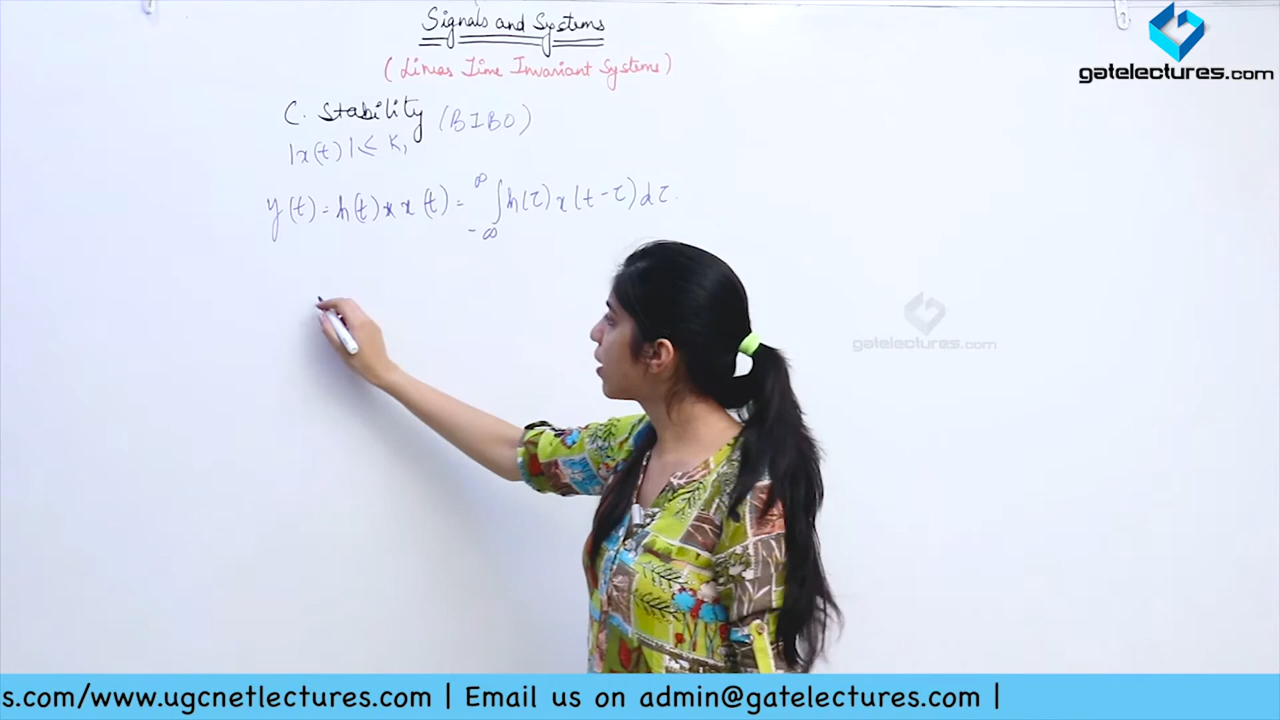 Signals and Systems
(Linear Time Invariant Systems)
C. Stability (BIBO)
|x(t)| ≤ K₁
y(t) = h(t) * x(t) = ∫_{-∞}^{∞} h(τ) x(t-τ) dτ.
gatelectures.com
gatelectures.com
s.com/www.ugcnetlectures.com | Email us on admin@gatelectures.com |